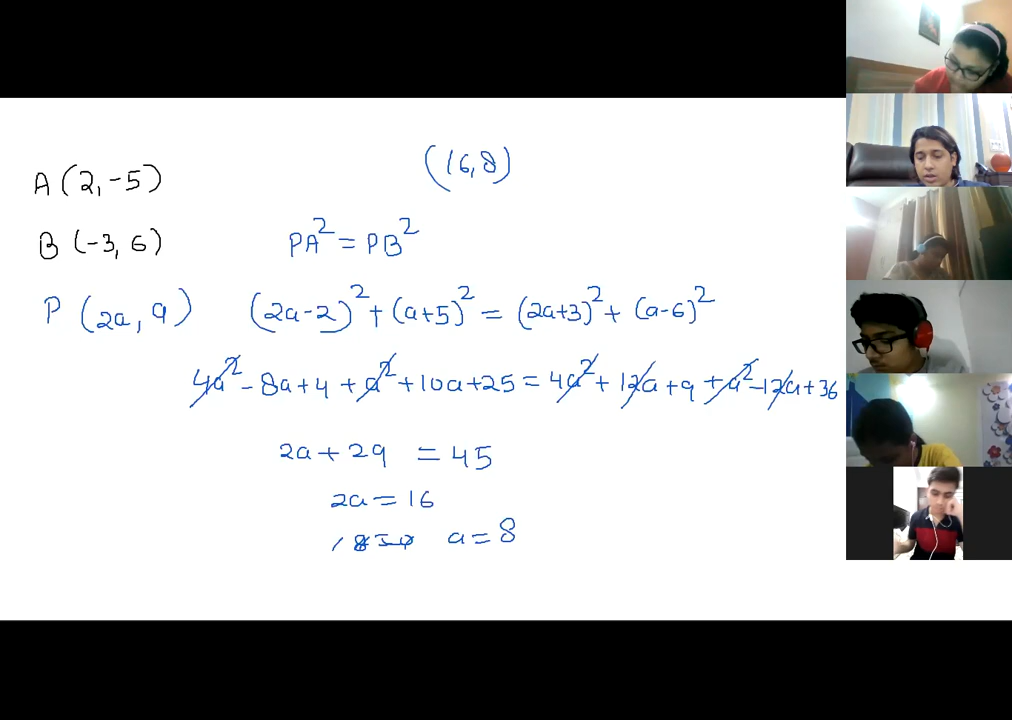 (16,8)
A (2, -5)
B (-3, 6)
PA² = PB²
P (2a, a)
(2a-2)² + (a+5)² = (2a+3)² + (a-6)²
4a² - 8a + 4 + a² + 10a + 25 = 4a² + 12a + 9 + a² - 12a + 36
2a + 29 = 45
2a = 16
a = 8